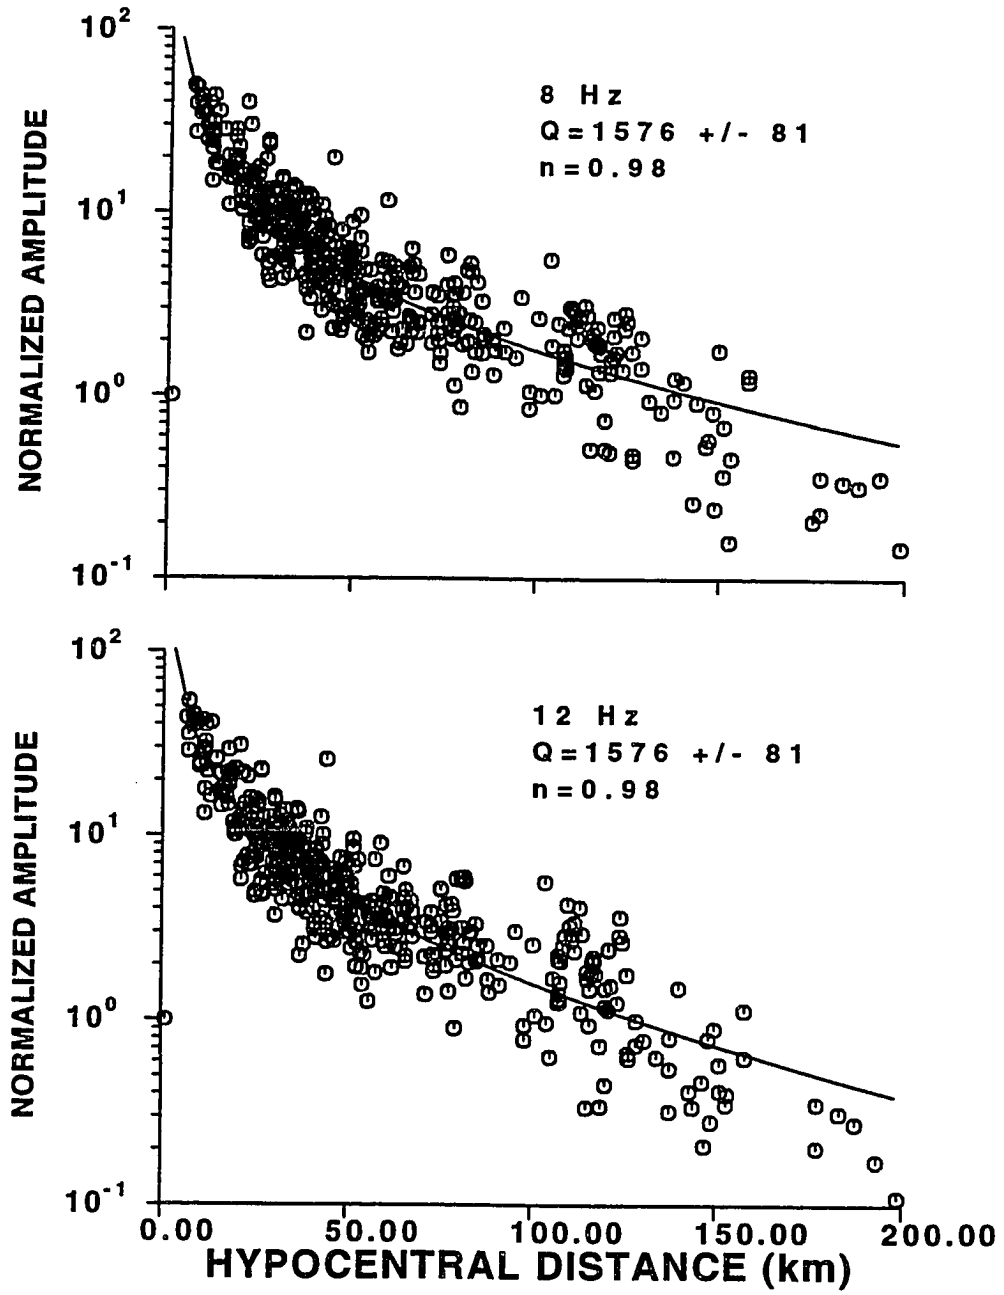 10²
8 Hz
Q=1576 +/- 81
n=0.98
10¹
10⁰
10⁻¹
NORMALIZED AMPLITUDE
10²
12 Hz
Q=1576 +/- 81
n=0.98
10¹
10⁰
10⁻¹
NORMALIZED AMPLITUDE
0.00 50.00 100.00 150.00 200.00
HYPOCENTRAL DISTANCE (km)